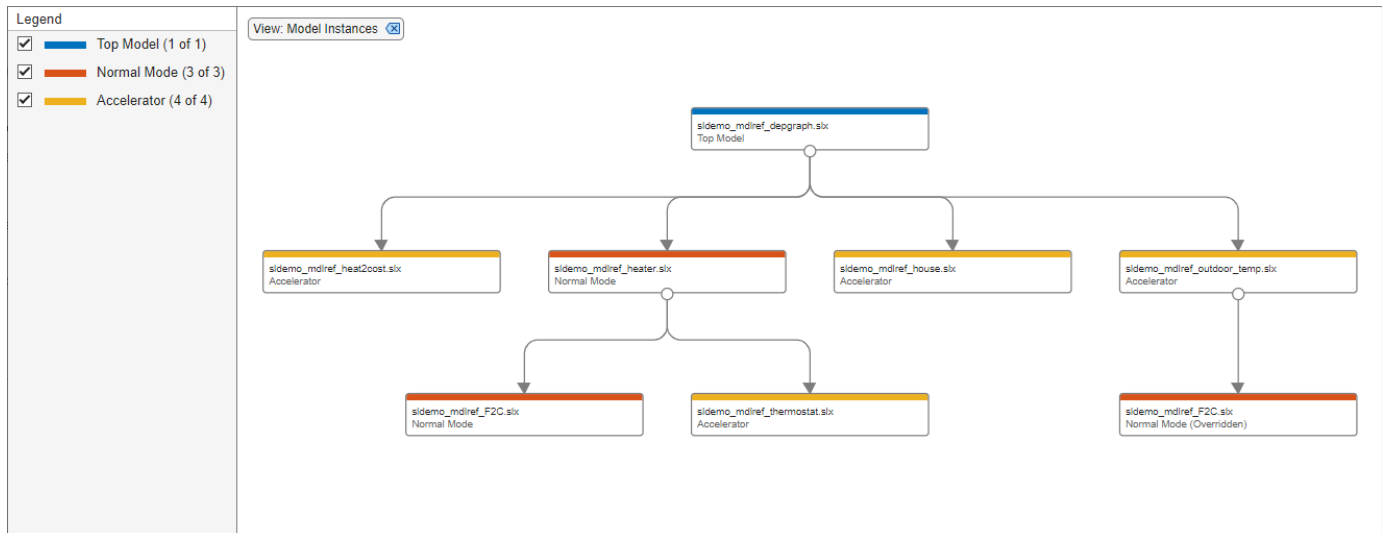 Legend
Top Model (1 of 1)
Normal Mode (3 of 3)
Accelerator (4 of 4)
View: Model Instances
sldemo_mdlref_depgraph.slx
Top Model
sldemo_mdlref_heat2cost.slx
Accelerator
sldemo_mdlref_heater.slx
Normal Mode
sldemo_mdlref_house.slx
Accelerator
sldemo_mdlref_outdoor_temp.slx
Accelerator
sldemo_mdlref_F2C.slx
Normal Mode
sldemo_mdlref_thermostat.slx
Accelerator
sldemo_mdlref_F2C.slx
Normal Mode (Overridden)